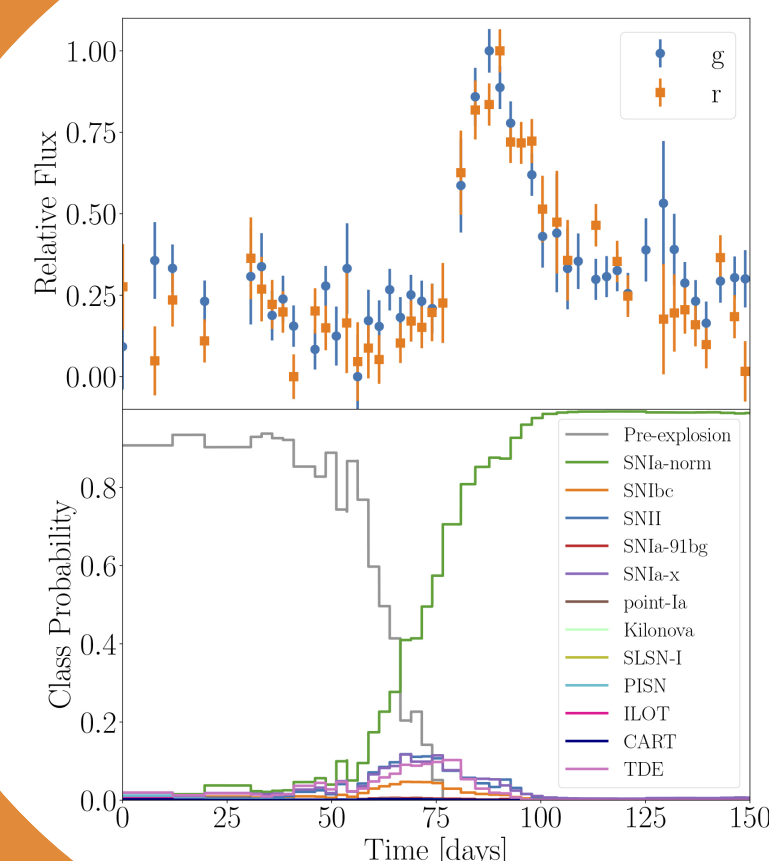 1.00
0.75
0.50
0.25
0.00
Relative Flux
g
r
0.8
0.6
0.4
0.2
0.0
Class Probability
Pre-explosion
SNIa-norm
SNIbc
SNII
SNIa-91bg
SNIa-x
point-Ia
Kilonova
SLSN-I
PISN
ILOT
CART
TDE
0 25 50 75 100 125 150
Time [days]